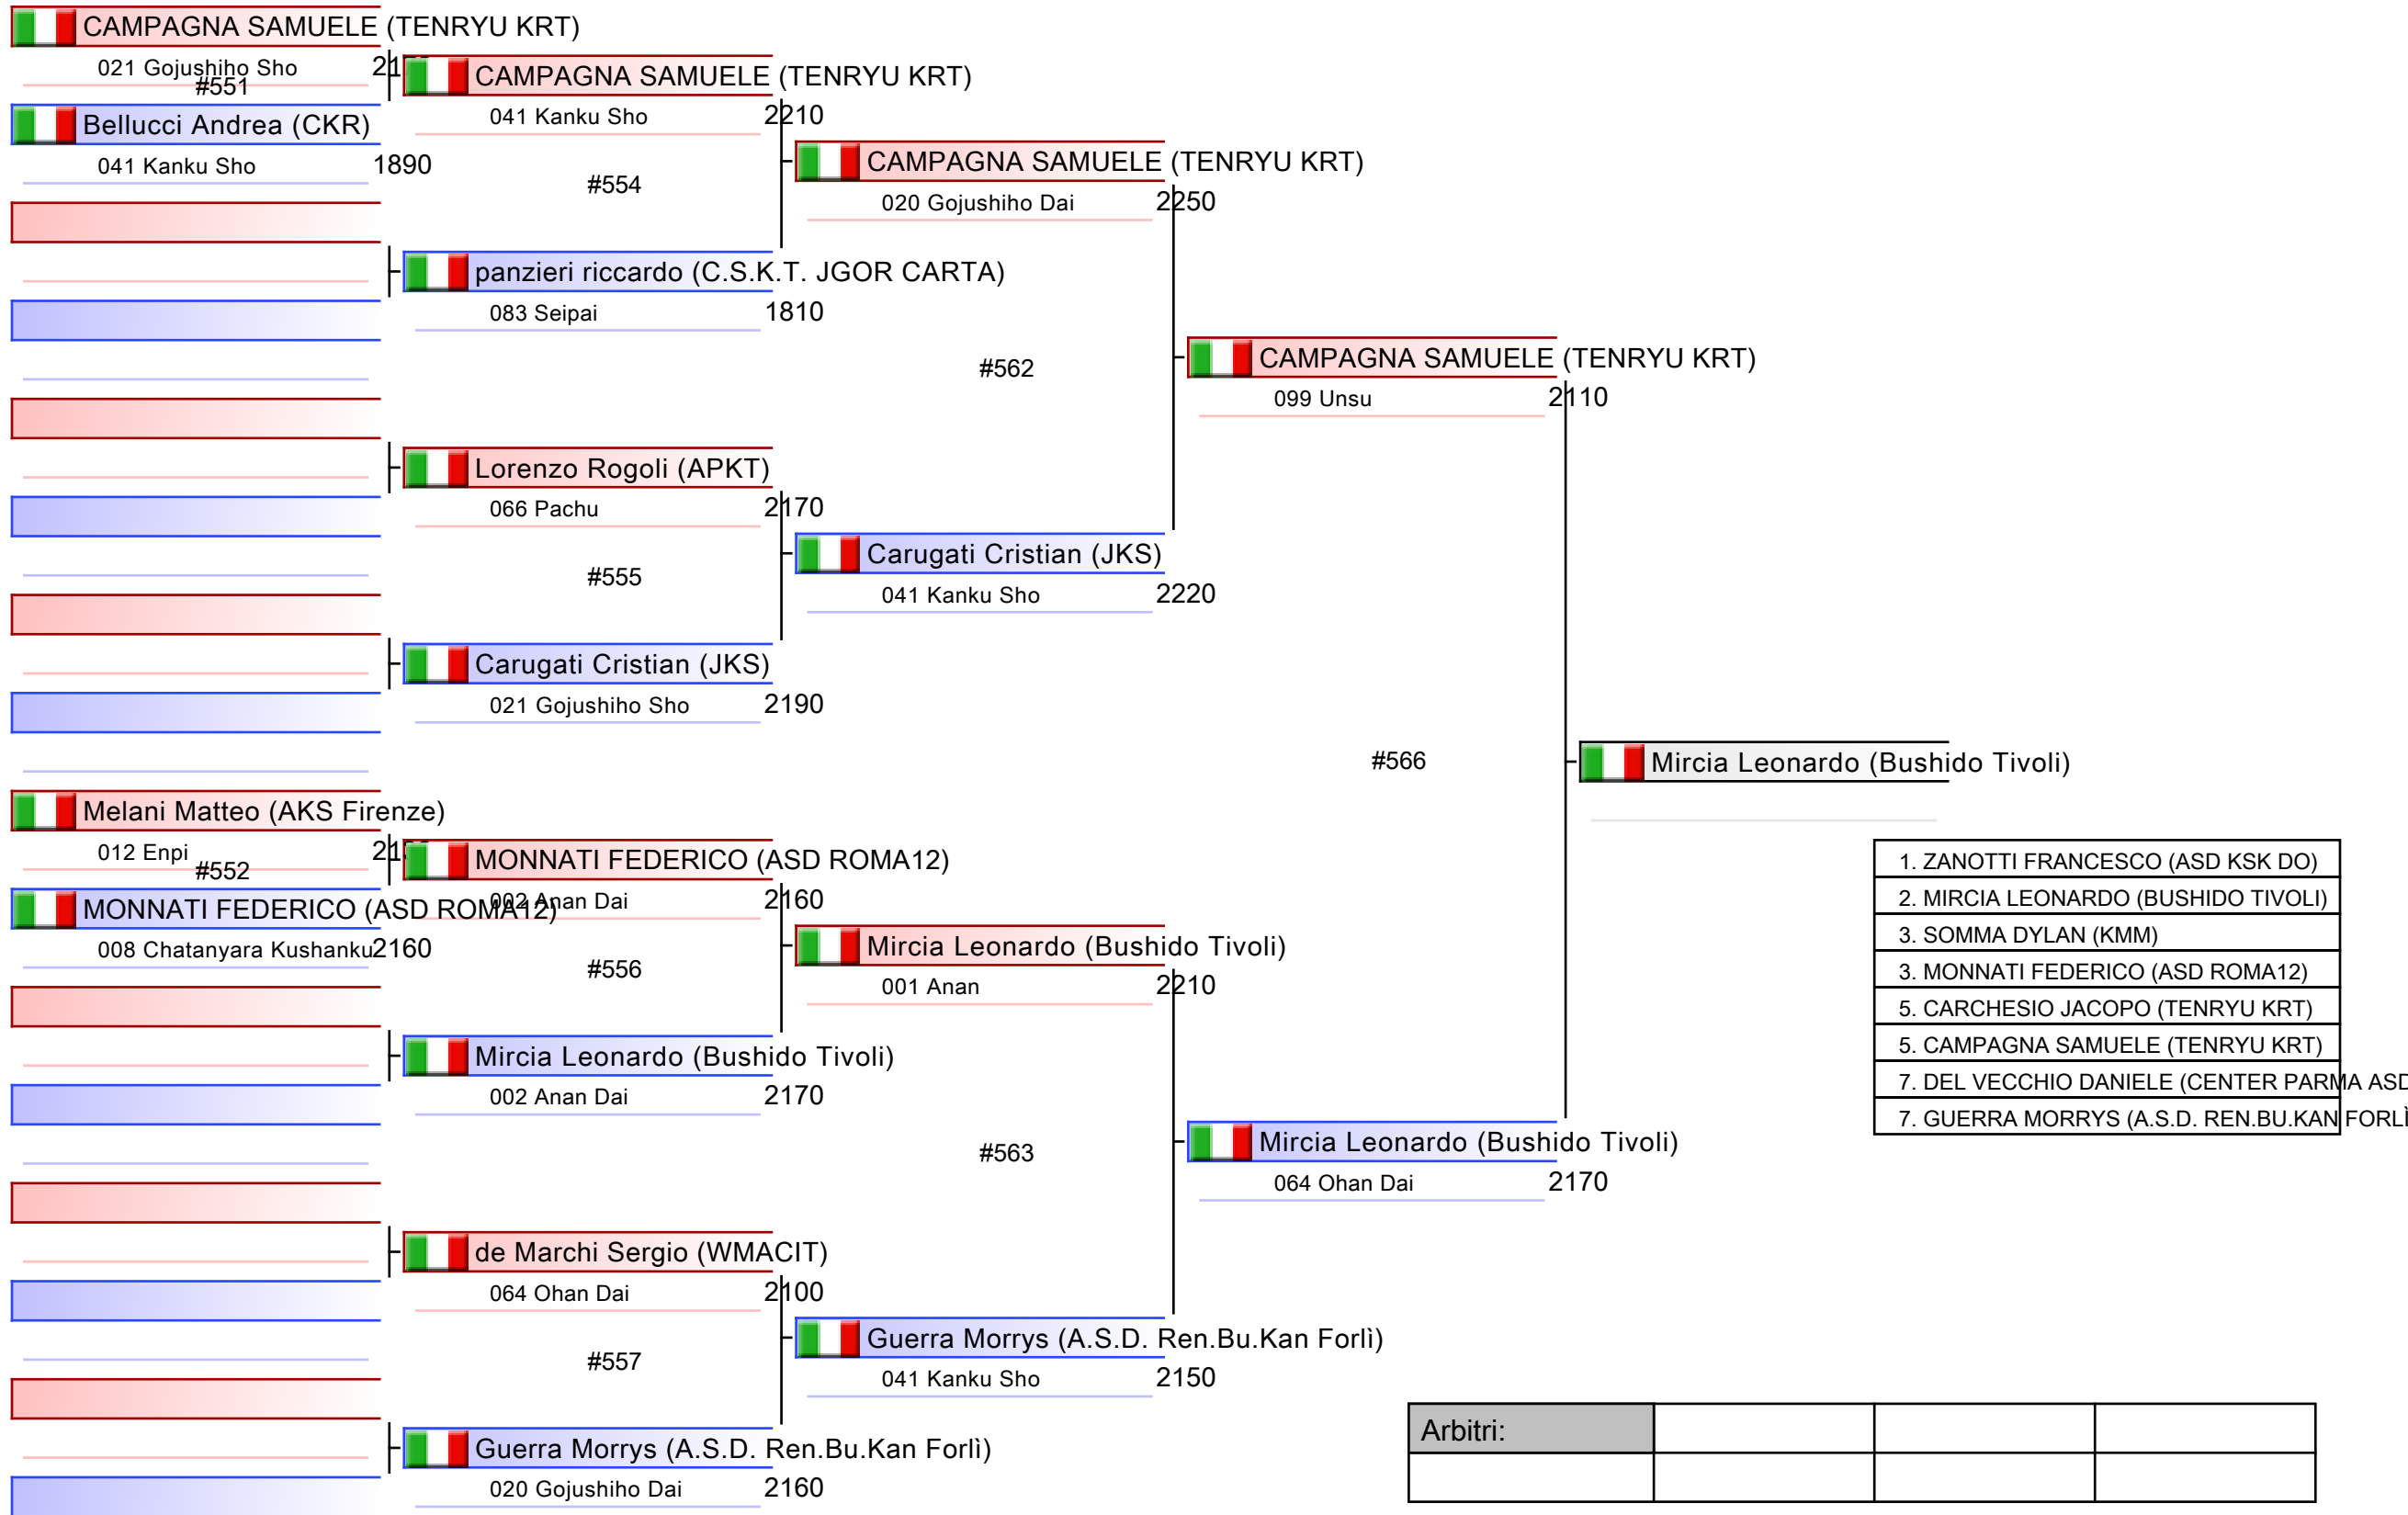 CAMPAGNA SAMUELE (TENRYU KRT)
021 Gojushiho Sho
#551
Bellucci Andrea (CKR)
041 Kanku Sho 1890
CAMPAGNA SAMUELE (TENRYU KRT)
041 Kanku Sho 2210
#554
panzieri riccardo (C.S.K.T. JGOR CARTA)
083 Seipai 1810
Lorenzo Rogoli (APKT)
066 Pachu 2170
#555
Carugati Cristian (JKS)
021 Gojushiho Sho 2190
Melani Matteo (AKS Firenze)
012 Enpi
#552
MONNATI FEDERICO (ASD ROMA12)
008 Chatanyara Kushanku 2160
MONNATI FEDERICO (ASD ROMA12)
002 Anan Dai 2160
#556
Mircia Leonardo (Bushido Tivoli)
002 Anan Dai 2170
de Marchi Sergio (WMACIT)
064 Ohan Dai 2100
#557
Guerra Morrys (A.S.D. Ren.Bu.Kan Forlì)
020 Gojushiho Dai 2160
CAMPAGNA SAMUELE (TENRYU KRT)
020 Gojushiho Dai 2250
#562
Carugati Cristian (JKS)
041 Kanku Sho 2220
Mircia Leonardo (Bushido Tivoli)
001 Anan 2210
#563
Guerra Morrys (A.S.D. Ren.Bu.Kan Forlì)
041 Kanku Sho 2150
CAMPAGNA SAMUELE (TENRYU KRT)
099 Unsu 2110
#566
Mircia Leonardo (Bushido Tivoli)
064 Ohan Dai 2170
Mircia Leonardo (Bushido Tivoli)
1. ZANOTTI FRANCESCO (ASD KSK DO)
2. MIRCIA LEONARDO (BUSHIDO TIVOLI)
3. SOMMA DYLAN (KMM)
3. MONNATI FEDERICO (ASD ROMA12)
5. CARCHESIO JACOPO (TENRYU KRT)
5. CAMPAGNA SAMUELE (TENRYU KRT)
7. DEL VECCHIO DANIELE (CENTER PARMA ASD
7. GUERRA MORRYS (A.S.D. REN.BU.KAN FORLÌ
Arbitri: